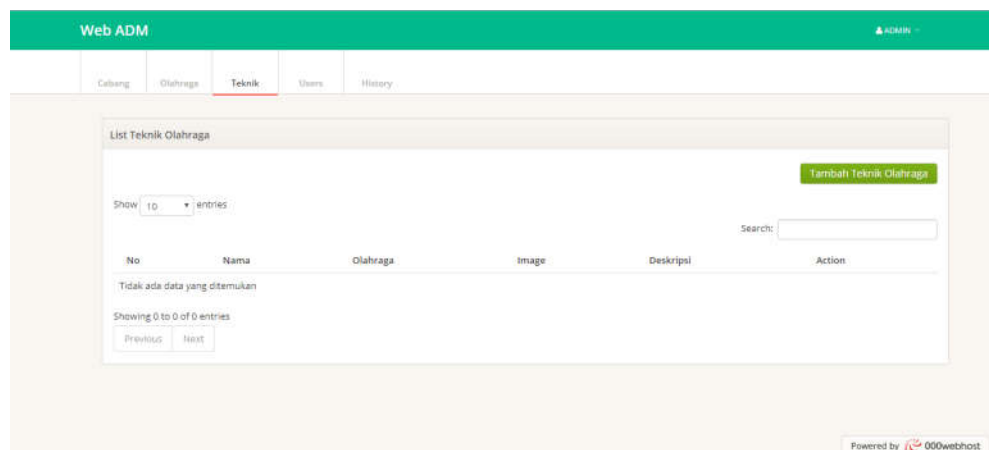 Web ADM
ADMIN
Cabang Olahraga Teknik Users History
List Teknik Olahraga
Tambah Teknik Olahraga
Show 10 entries
Search:
No Nama Olahraga Image Deskripsi Action
Tidak ada data yang ditemukan
Showing 0 to 0 of 0 entries
Previous Next
Powered by 000webhost